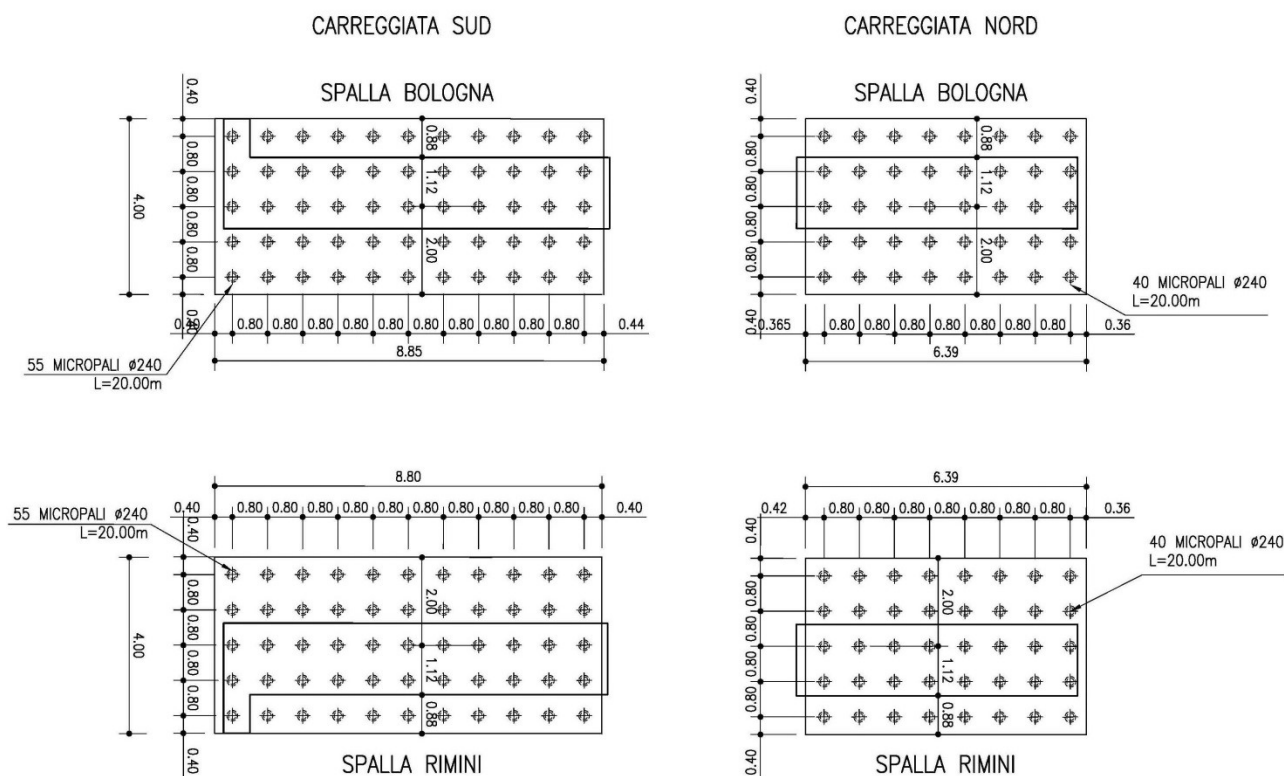 CARREGGIATA SUD
SPALLA BOLOGNA
0.40
0.80
0.80
0.80
0.80
0.40
4.00
0.88
1.12
2.00
0.40 0.80 0.80 0.80 0.80 0.80 0.80 0.80 0.80 0.80 0.80 0.44
8.85
55 MICROPALI ø240
L=20.00m
CARREGGIATA NORD
SPALLA BOLOGNA
0.40
0.80
0.80
0.80
0.80
0.40
0.88
1.12
2.00
40 MICROPALI ø240
L=20.00m
0.365 0.80 0.80 0.80 0.80 0.80 0.80 0.80 0.36
6.39
8.80
0.40 0.80 0.80 0.80 0.80 0.80 0.80 0.80 0.80 0.80 0.80 0.40
55 MICROPALI ø240
L=20.00m
0.40
0.80
0.80
0.80
0.80
0.40
4.00
2.00
1.12
0.88
SPALLA RIMINI
6.39
0.42 0.80 0.80 0.80 0.80 0.80 0.80 0.80 0.36
0.40
0.80
0.80
0.80
0.80
0.40
2.00
1.12
0.88
40 MICROPALI ø240
L=20.00m
SPALLA RIMINI